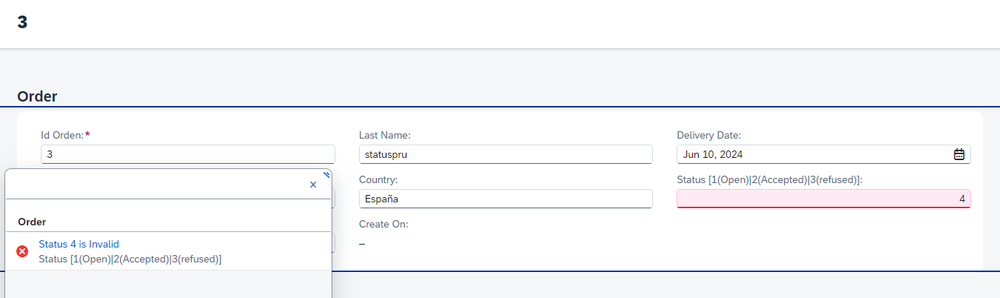 3
Order
Id Orden:*
3
Last Name:
statuspru
Delivery Date:
Jun 10, 2024
Country:
España
Status [1(Open)|2(Accepted)|3(refused)]:
4
Create On:
–
Order
Status 4 is Invalid
Status [1(Open)|2(Accepted)|3(refused)]